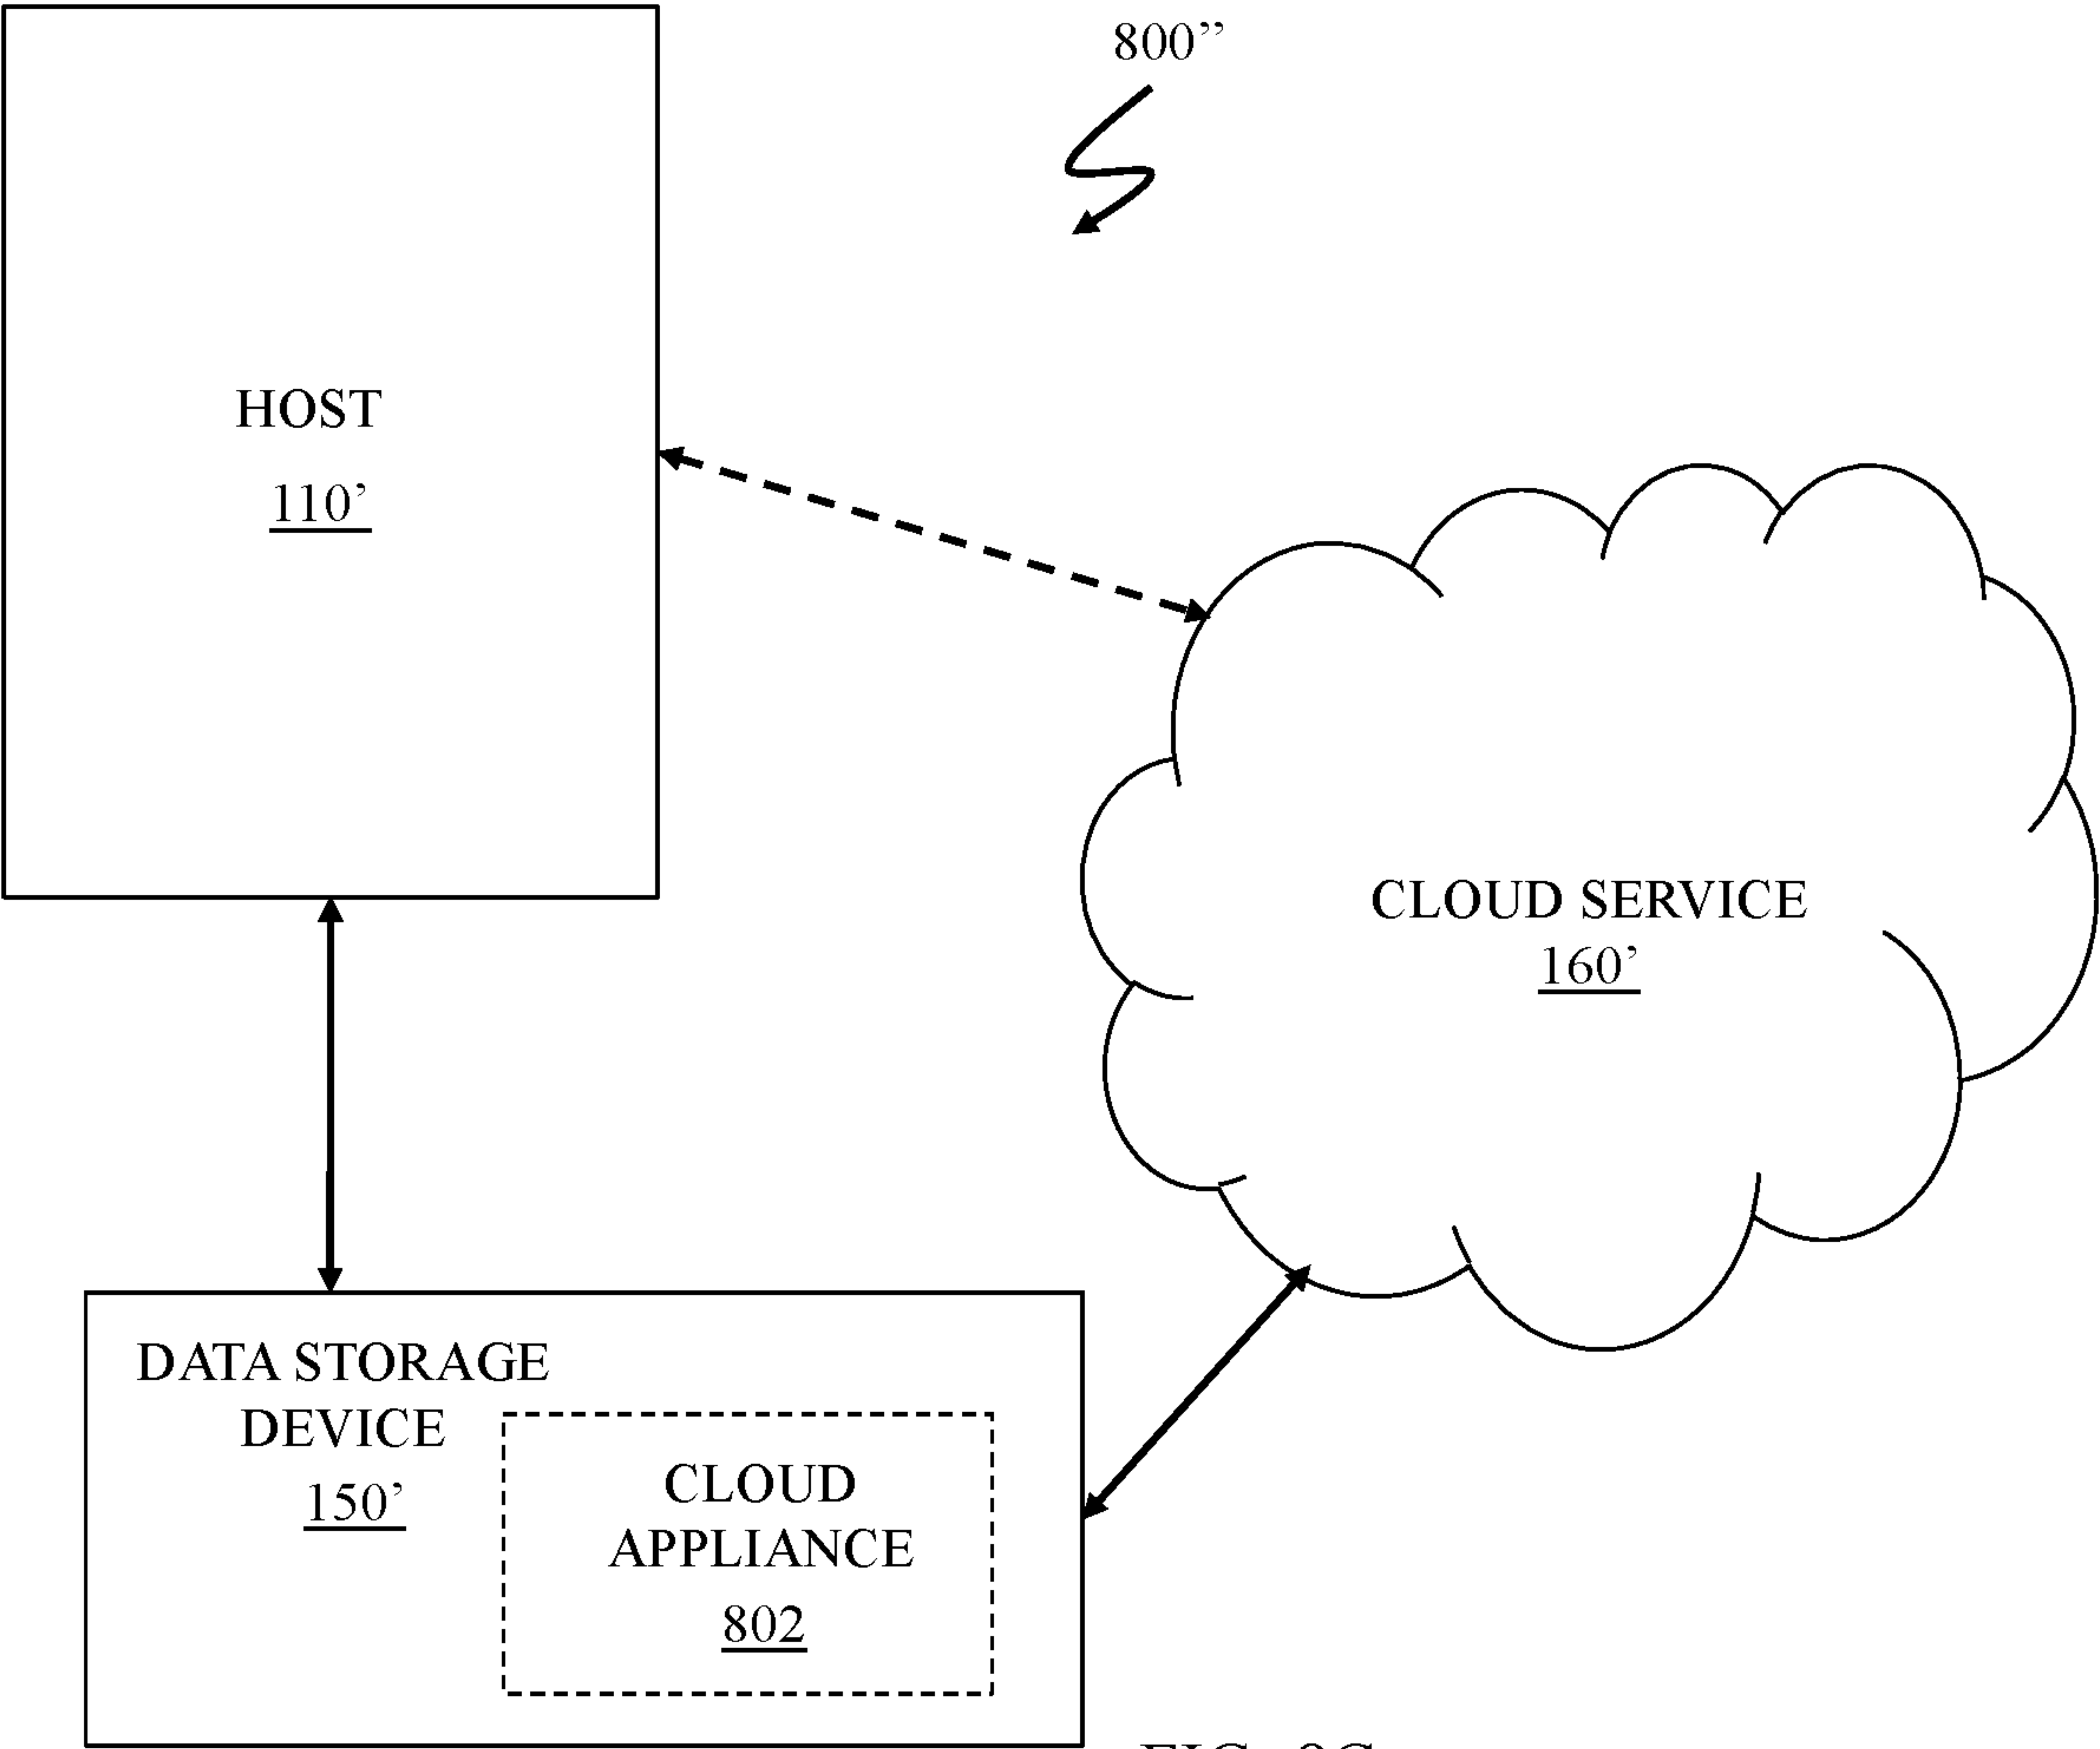 800”
HOST
110’
CLOUD SERVICE
160’
DATA STORAGE
DEVICE
150’
CLOUD
APPLIANCE
802